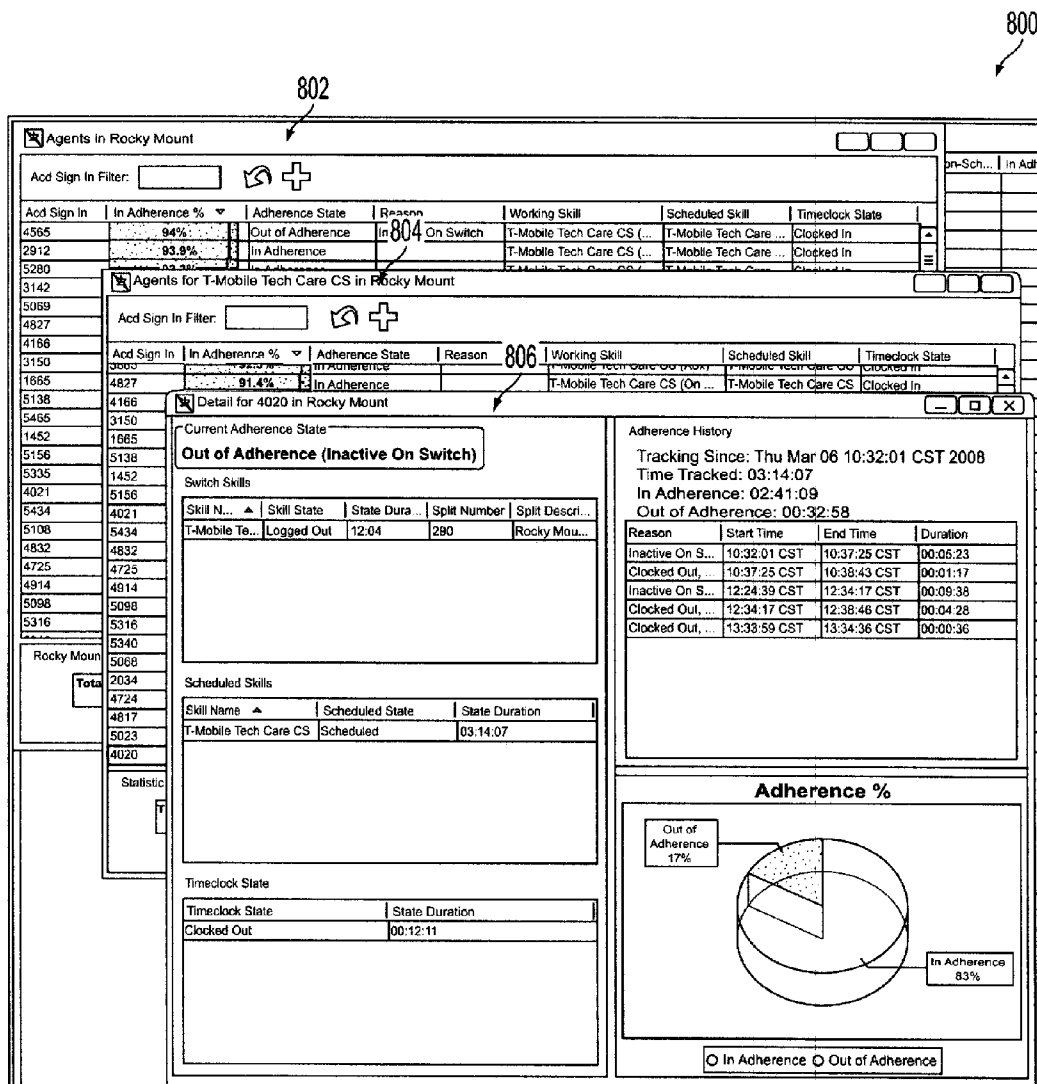 800
802
Agents in Rocky Mount
on-Sch... In Adh
Acd Sign In Filter:
Acd Sign In In Adherence % Adherence State Reason Working Skill Scheduled Skill Timeclock State
4565 94% Out of Adherence On Switch T-Mobile Tech Care CS (... T-Mobile Tech Care ... Clocked In
2912 93.9% In Adherence T-Mobile Tech Care CS (... T-Mobile Tech Care ... Clocked In
804
5280
3142
5069
4827
4166
3150
1665
5138
5465
1452
5156
5335
4021
5434
5108
4832
4725
4914
5098
5316
Rocky Moun
Tota
Agents for T-Mobile Tech Care CS in Rocky Mount
Acd Sign In Filter:
Acd Sign In In Adherence % Adherence State Reason Working Skill Scheduled Skill Timeclock State
806
4827 91.4% In Adherence T-Mobile Tech Care CS (On ... T-Mobile Tech Care CS Clocked In
4166
3150
1665
5138
1452
5156
4021
5434
4832
4725
4914
5098
5316
5340
5068
2034
4724
4817
5023
4020
Statistic
T
Detail for 4020 in Rocky Mount
Current Adherence State
Out of Adherence (Inactive On Switch)
Switch Skills
Skill N... Skill State State Dura... Split Number Split Descri...
T-Mobile Te... Logged Out 12:04 290 Rocky Mou...
Scheduled Skills
Skill Name Scheduled State State Duration
T-Mobile Tech Care CS Scheduled 03:14:07
Timeclock State
Timeclock State State Duration
Clocked Out 00:12:11
Adherence History
Tracking Since: Thu Mar 06 10:32:01 CST 2008
Time Tracked: 03:14:07
In Adherence: 02:41:09
Out of Adherence: 00:32:58
Reason Start Time End Time Duration
Inactive On S... 10:32:01 CST 10:37:25 CST 00:05:23
Clocked Out, ... 10:37:25 CST 10:38:43 CST 00:01:17
Inactive On S... 12:24:39 CST 12:34:17 CST 00:09:38
Clocked Out, ... 12:34:17 CST 12:38:46 CST 00:04:28
Clocked Out, ... 13:33:59 CST 13:34:36 CST 00:00:36
Adherence %
Out of
Adherence
17%
In Adherence
83%
In Adherence Out of Adherence